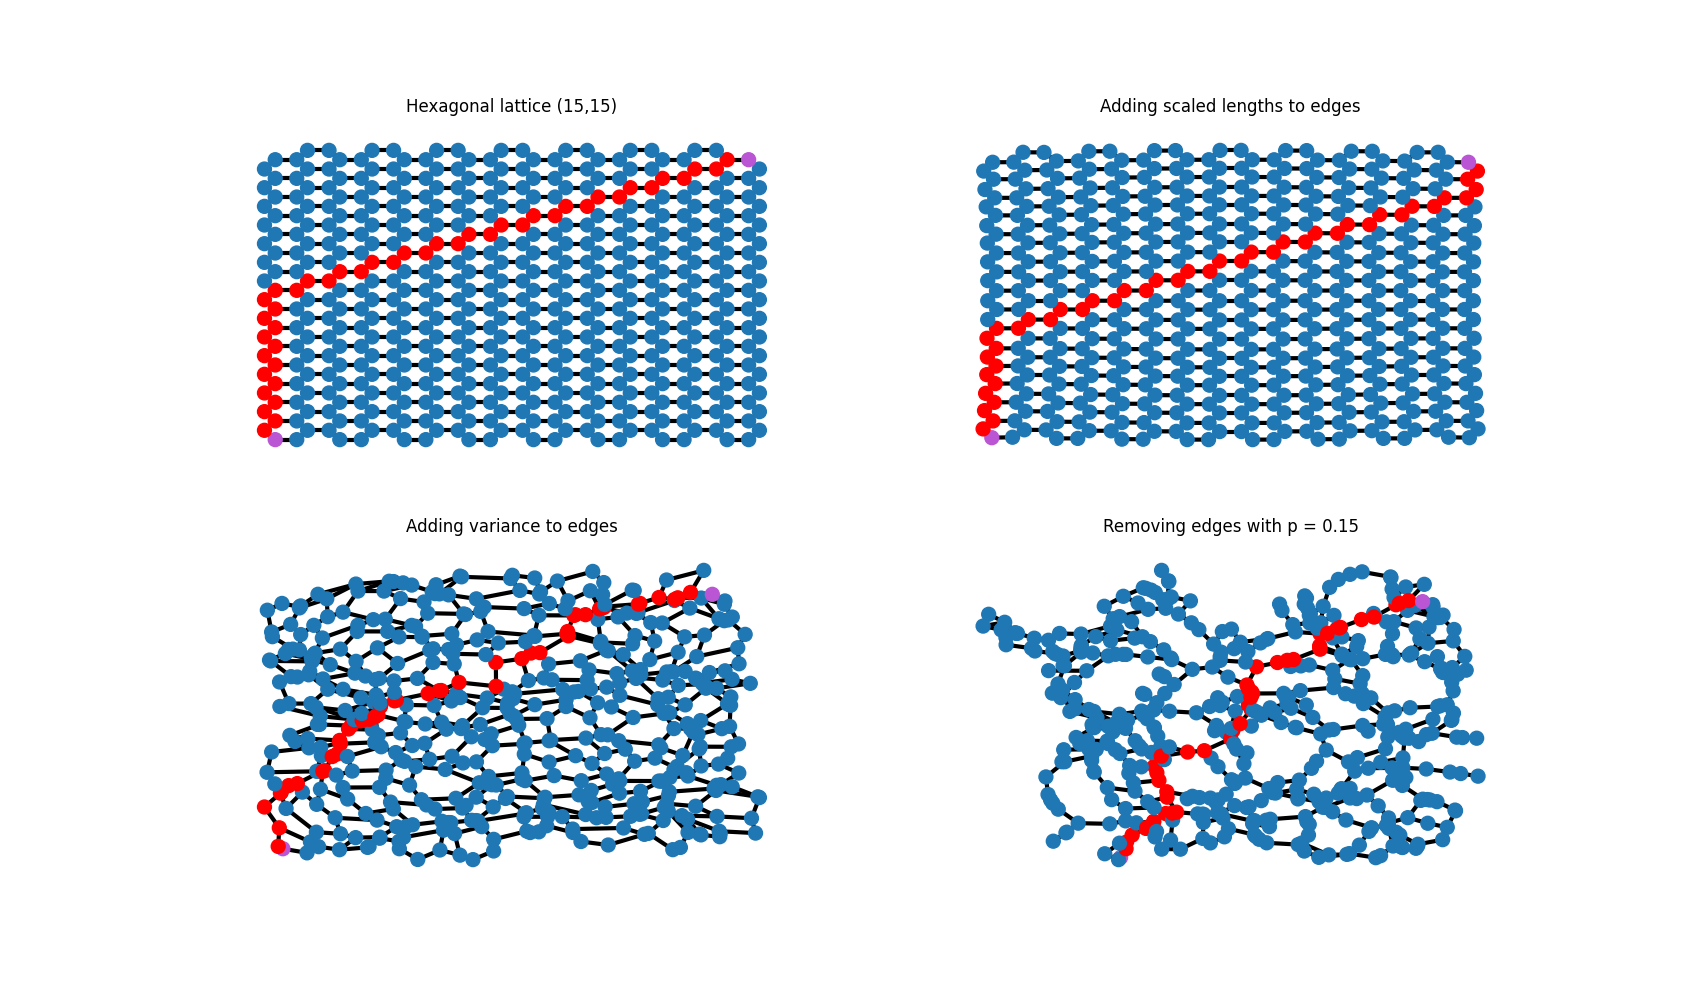 Hexagonal lattice (15,15)
Adding scaled lengths to edges
Adding variance to edges
Removing edges with p = 0.15